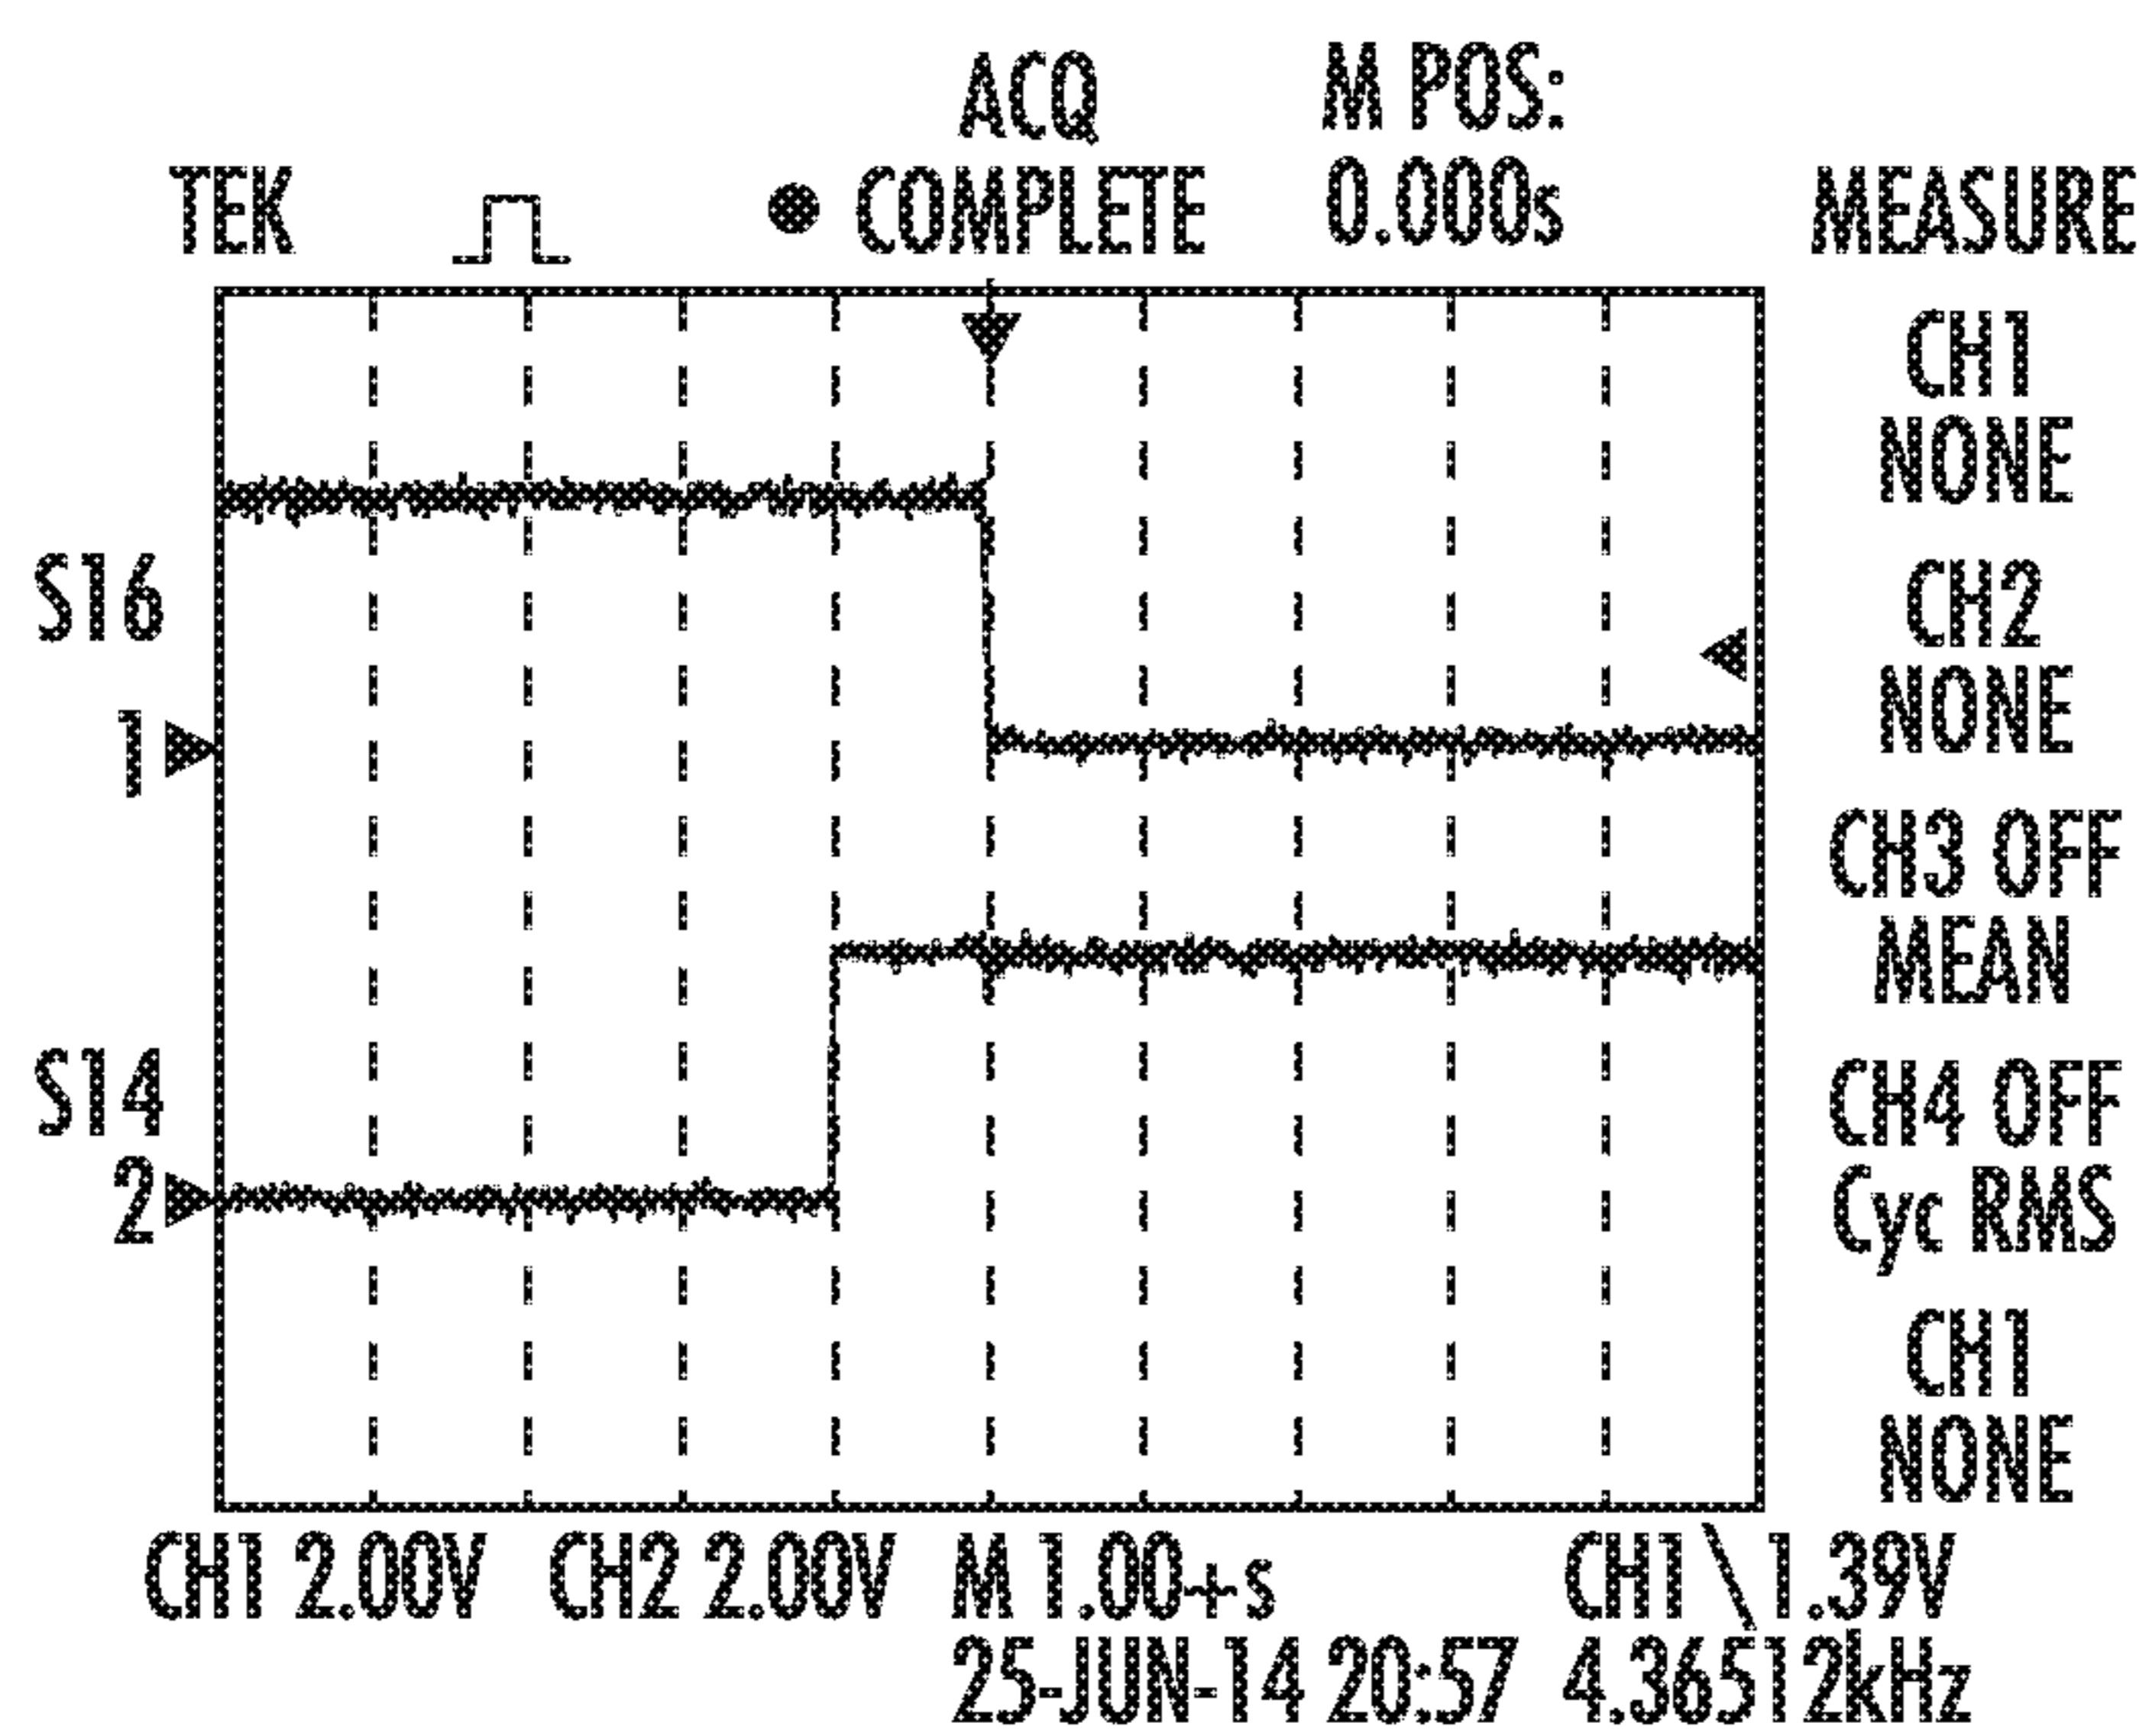 ACQ M POS:
TEK COMPLETE 0.000s MEASURE
CH1
NONE
S16
CH2
NONE
1
CH3 OFF
MEAN
S14
CH4 OFF
Cyc RMS
2
CH1
NONE
CH1 2.00V CH2 2.00V M 1.00+s CH1 \ 1.39V
25-JUN-14 20:57 4.36512kHz